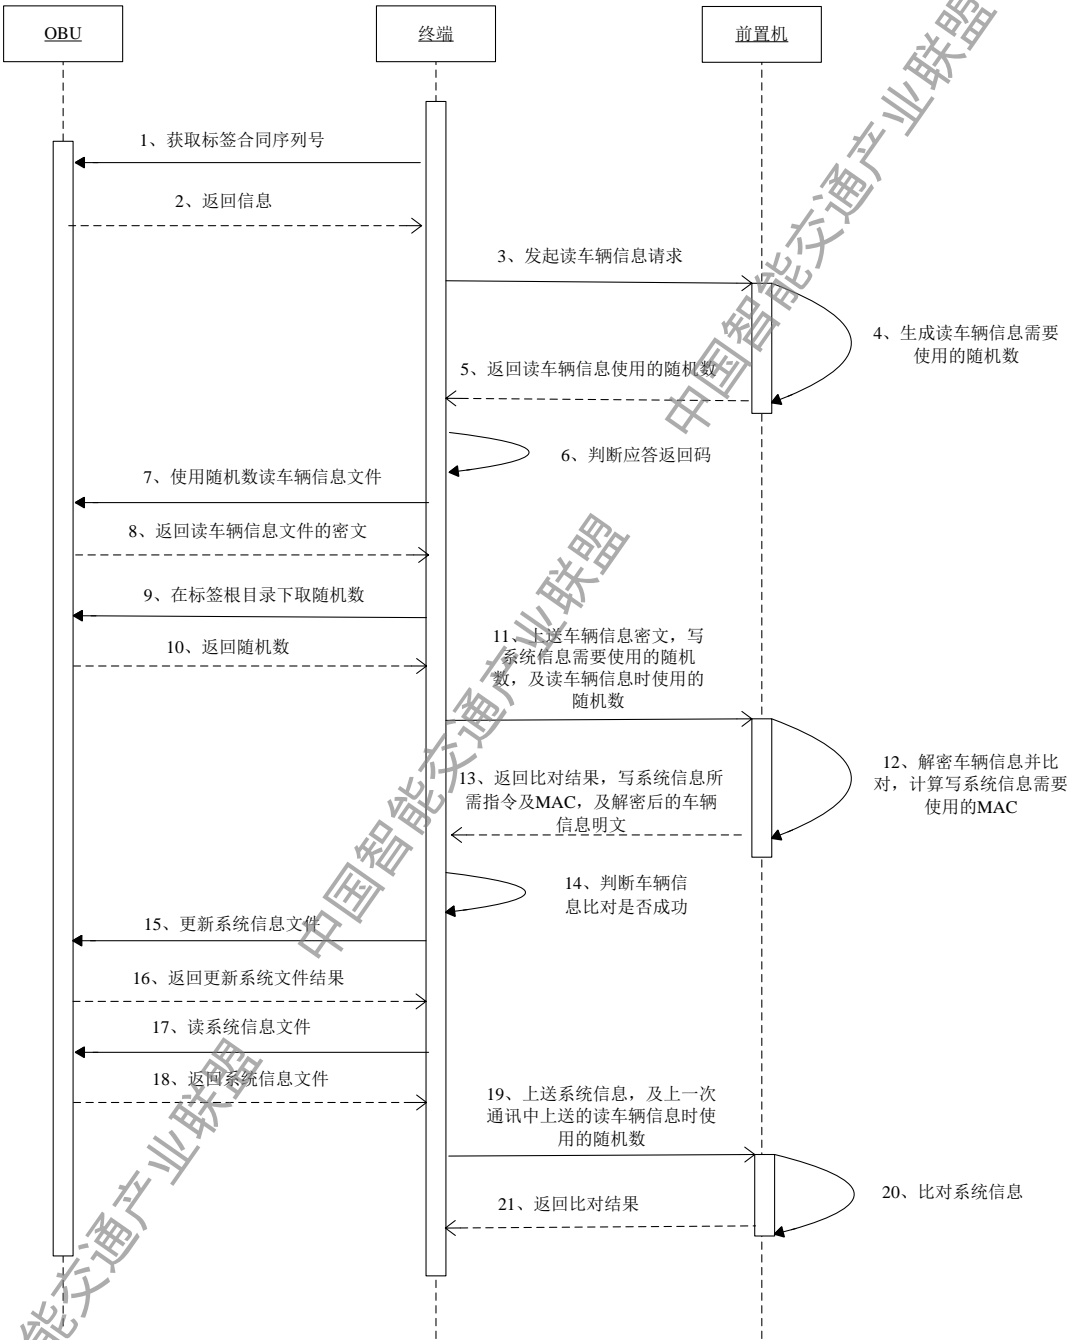 OBU
终端
前置机
1、获取标签合同序列号
2、返回信息
3、发起读车辆信息请求
4、生成读车辆信息需要
使用的随机数
5、返回读车辆信息使用的随机数
6、判断应答返回码
7、使用随机数读车辆信息文件
8、返回读车辆信息文件的密文
9、在标签根目录下取随机数
10、返回随机数
11、上送车辆信息密文，写
系统信息需要使用的随机
数，及读车辆信息时使用的
随机数
12、解密车辆信息并比
对，计算写系统信息需要
使用的MAC
13、返回比对结果，写系统信息所
需指令及MAC，及解密后的车辆
信息明文
14、判断车辆信
息比对是否成功
15、更新系统信息文件
16、返回更新系统文件结果
17、读系统信息文件
18、返回系统信息文件
19、上送系统信息，及上一次
通讯中上送的读车辆信息时使
用的随机数
20、比对系统信息
21、返回比对结果
中国智能交通产业联盟
中国智能交通产业联盟
能交通产业联盟